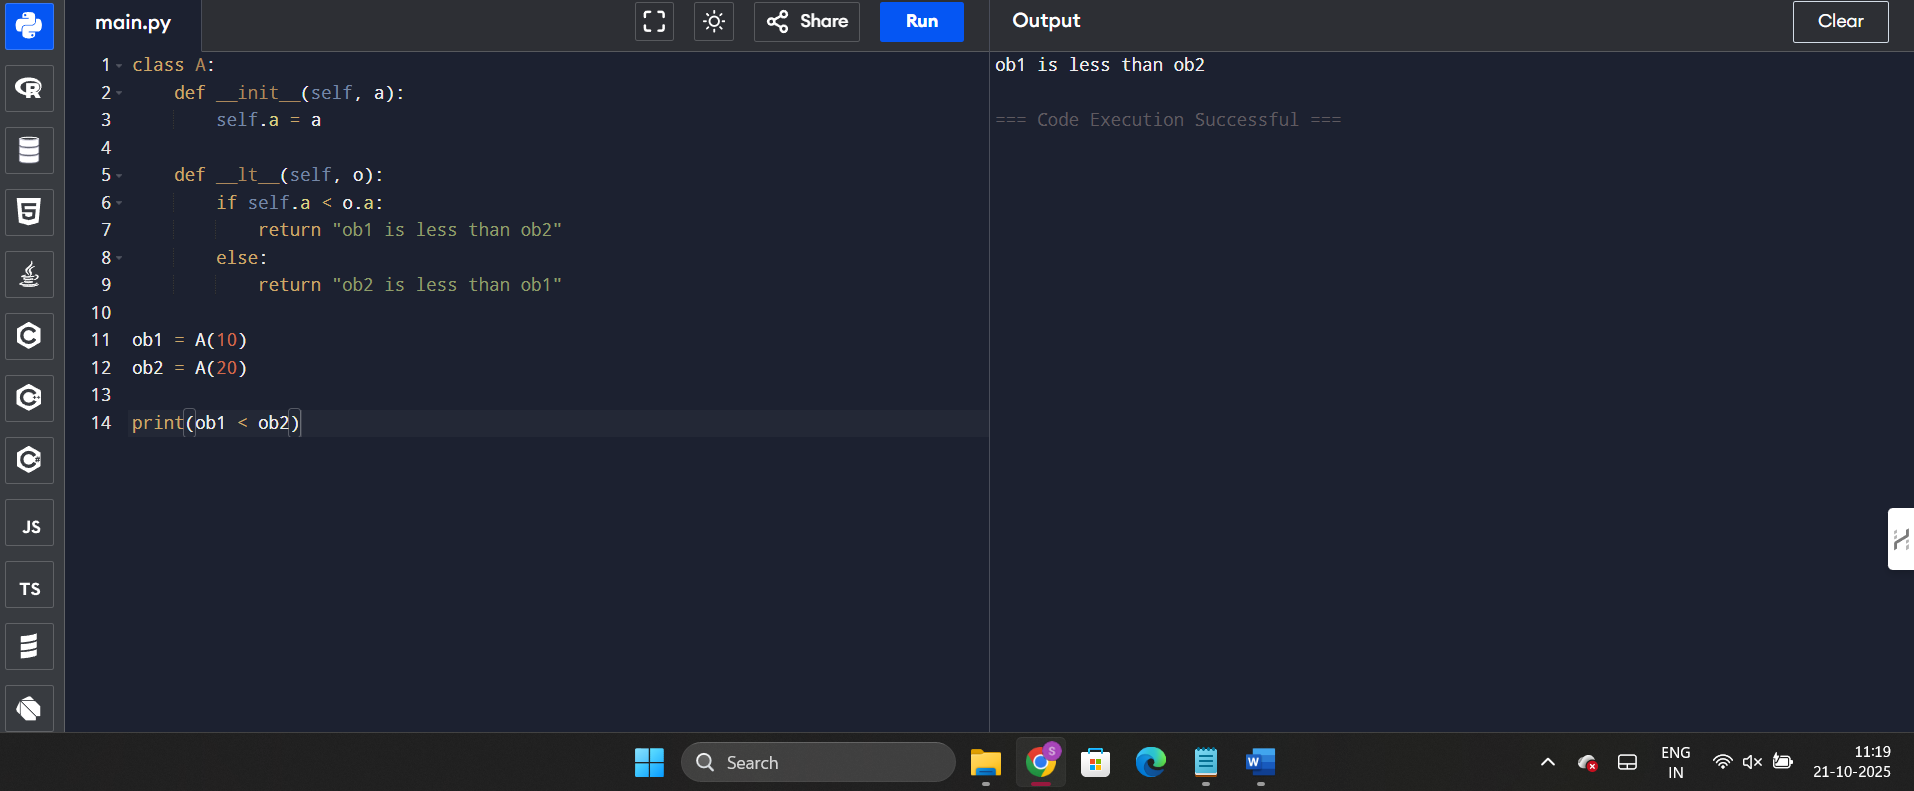 main.py
Share
Run
Output
Clear
1 class A:
2     def __init__(self, a):
3         self.a = a
4
5     def __lt__(self, o):
6         if self.a < o.a:
7             return "ob1 is less than ob2"
8         else:
9             return "ob2 is less than ob1"
10
11 ob1 = A(10)
12 ob2 = A(20)
13
14 print(ob1 < ob2)
ob1 is less than ob2
=== Code Execution Successful ===
R
5
C
C++
C#
JS
TS
Search
S
W
ENG
IN
11:19
21-10-2025